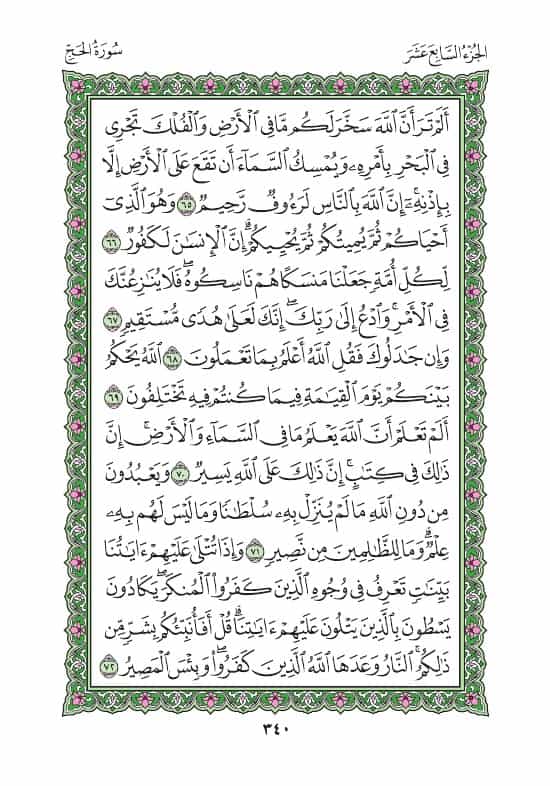 الجزء السابع عشر
سورة الحج
أَلَمْ تَرَ أَنَّ ٱللَّهَ سَخَّرَ لَكُم مَّا فِى ٱلْأَرْضِ وَٱلْفُلْكَ تَجْرِى
فِى ٱلْبَحْرِ بِأَمْرِهِۦ وَيُمْسِكُ ٱلسَّمَآءَ أَن تَقَعَ عَلَى ٱلْأَرْضِ إِلَّا
بِإِذْنِهِۦٓ ۗ إِنَّ ٱللَّهَ بِٱلنَّاسِ لَرَءُوفٌ رَّحِيمٌ ٦٥ وَهُوَ ٱلَّذِىٓ
أَحْيَاكُمْ ثُمَّ يُمِيتُكُمْ ثُمَّ يُحْيِيكُمْ ۗ إِنَّ ٱلْإِنسَـٰنَ لَكَفُورٌ ٦٦
لِّكُلِّ أُمَّةٍ جَعَلْنَا مَنسَكًا هُمْ نَاسِكُوهُ ۖ فَلَا يُنَـٰزِعُنَّكَ
فِى ٱلْأَمْرِ ۚ وَٱدْعُ إِلَىٰ رَبِّكَ ۖ إِنَّكَ لَعَلَىٰ هُدًى مُّسْتَقِيمٍ ٦٧
وَإِن جَـٰدَلُوكَ فَقُلِ ٱللَّهُ أَعْلَمُ بِمَا تَعْمَلُونَ ٦٨ ٱللَّهُ يَحْكُمُ
بَيْنَكُمْ يَوْمَ ٱلْقِيَـٰمَةِ فِيمَا كُنتُمْ فِيهِ تَخْتَلِفُونَ ٦٩
أَلَمْ تَعْلَمْ أَنَّ ٱللَّهَ يَعْلَمُ مَا فِى ٱلسَّمَآءِ وَٱلْأَرْضِ ۗ إِنَّ
ذَٰلِكَ فِى كِتَـٰبٍ ۚ إِنَّ ذَٰلِكَ عَلَى ٱللَّهِ يَسِيرٌ ٧٠ وَيَعْبُدُونَ
مِن دُونِ ٱللَّهِ مَا لَمْ يُنَزِّلْ بِهِۦ سُلْطَـٰنًا وَمَا لَيْسَ لَهُم بِهِۦ
عِلْمٌ ۗ وَمَا لِلظَّـٰلِمِينَ مِن نَّصِيرٍ ٧١ وَإِذَا تُتْلَىٰ عَلَيْهِمْ ءَايَـٰتُنَا
بَيِّنَـٰتٍ تَعْرِفُ فِى وُجُوهِ ٱلَّذِينَ كَفَرُوا۟ ٱلْمُنكَرَ ۖ يَكَادُونَ
يَسْطُونَ بِٱلَّذِينَ يَتْلُونَ عَلَيْهِمْ ءَايَـٰتِنَا ۗ قُلْ أَفَأُنَبِّئُكُم بِشَرٍّ مِّن
ذَٰلِكُمُ ۗ ٱلنَّارُ وَعَدَهَا ٱللَّهُ ٱلَّذِينَ كَفَرُوا۟ ۖ وَبِئْسَ ٱلْمَصِيرُ ٧٢
٣٤٠